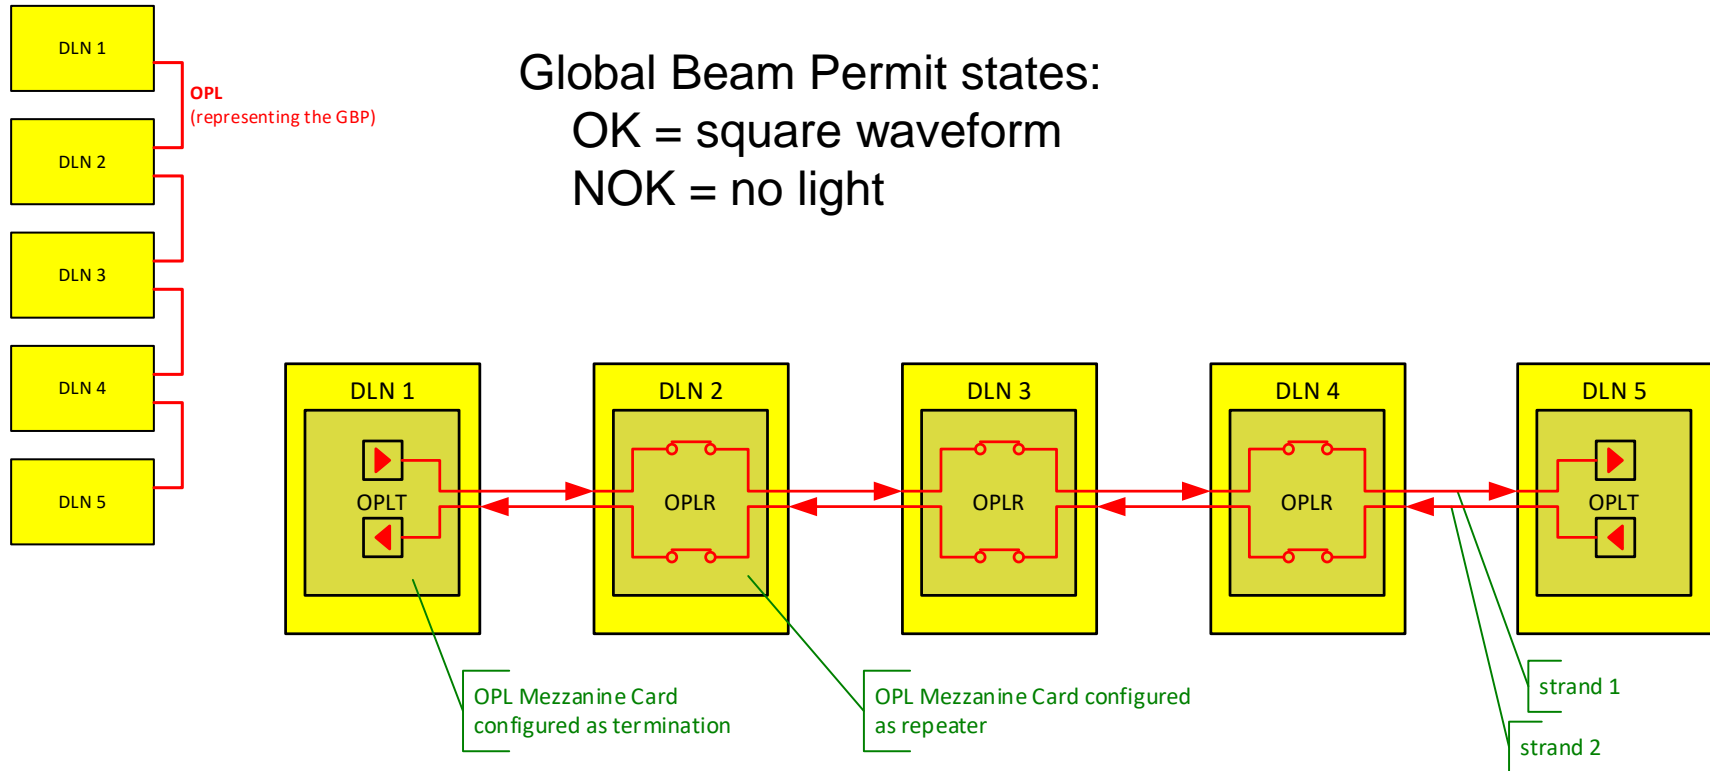 DLN 1
OPL
(representing the GBP)
DLN 2
DLN 3
DLN 4
DLN 5
Global Beam Permit states:
OK = square waveform
NOK = no light
DLN 1
OPLT
DLN 2
OPLR
DLN 3
OPLR
DLN 4
OPLR
DLN 5
OPLT
OPL Mezzanine Card
configured as termination
OPL Mezzanine Card configured
as repeater
strand 1
strand 2